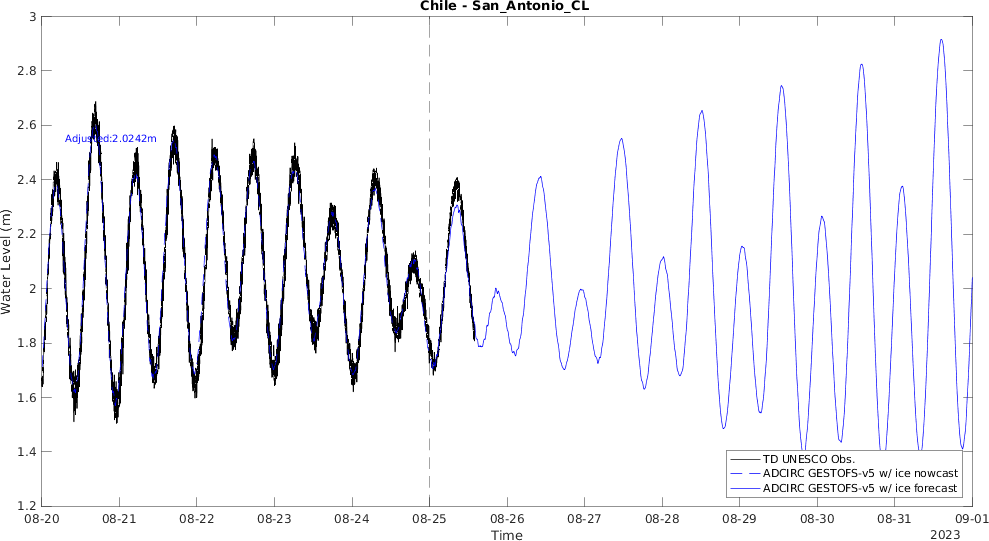 Chile - San_Antonio_CL
3
2.8
2.6
2.4
2.2
2
1.8
1.6
1.4
1.2
Water Level (m)
Adjusted:2.0242m
TD UNESCO Obs.
ADCIRC GESTOFS-v5 w/ ice nowcast
ADCIRC GESTOFS-v5 w/ ice forecast
08-20 08-21 08-22 08-23 08-24 08-25 08-26 08-27 08-28 08-29 08-30 08-31 09-01
Time
2023